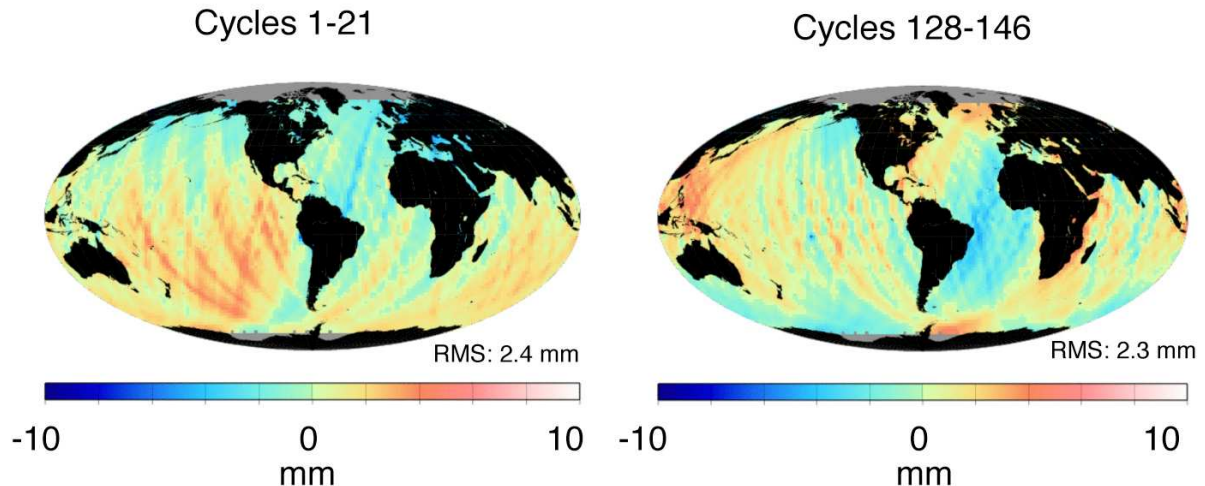 Cycles 1-21
Cycles 128-146
RMS: 2.4 mm
RMS: 2.3 mm
-10 0 10
mm
-10 0 10
mm